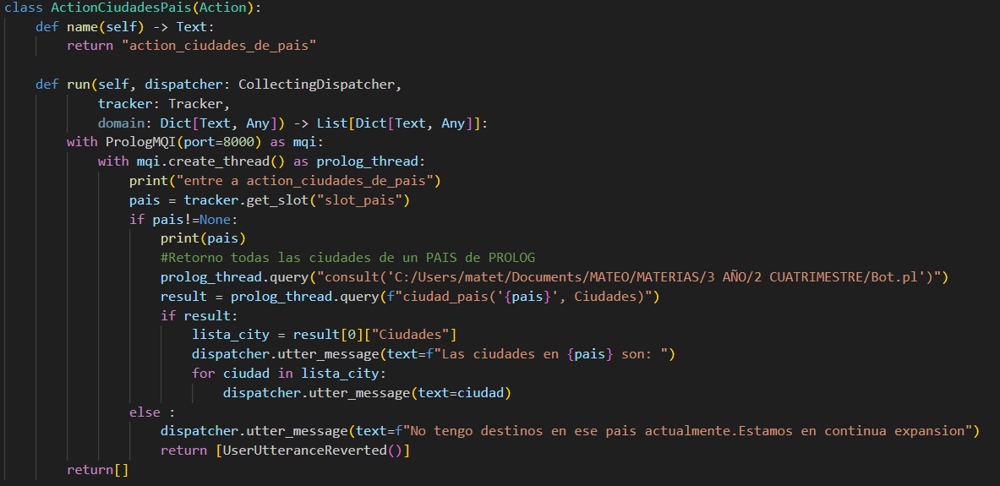 class ActionCiudadesPais(Action):
    def name(self) -> Text:
        return "action_ciudades_de_pais"

    def run(self, dispatcher: CollectingDispatcher,
            tracker: Tracker,
            domain: Dict[Text, Any]) -> List[Dict[Text, Any]]:
        with PrologMQI(port=8000) as mqi:
            with mqi.create_thread() as prolog_thread:
                print("entre a action_ciudades_de_pais")
                pais = tracker.get_slot("slot_pais")
                if pais!=None:
                    print(pais)
                    #Retorno todas las ciudades de un PAIS de PROLOG
                    prolog_thread.query("consult('C:/Users/matet/Documents/MATEO/MATERIAS/3 AÑO/2 CUATRIMESTRE/Bot.pl')")
                    result = prolog_thread.query(f"ciudad_pais('{pais}', Ciudades)")
                    if result:
                        lista_city = result[0]["Ciudades"]
                        dispatcher.utter_message(text=f"Las ciudades en {pais} son: ")
                        for ciudad in lista_city:
                            dispatcher.utter_message(text=ciudad)
                else :
                    dispatcher.utter_message(text=f"No tengo destinos en ese pais actualmente.Estamos en continua expansion")
                    return [UserUtteranceReverted()]
        return[]